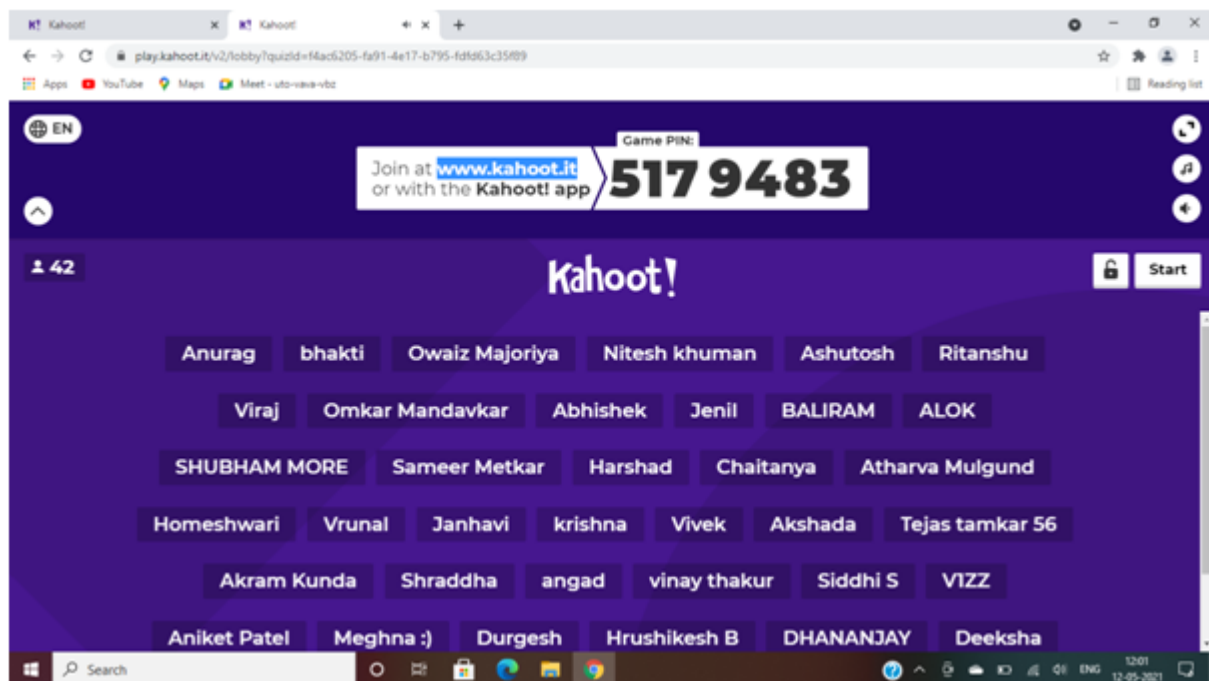 Kahoot! Kahoot!
play.kahoot.it/v2/lobby?quizId=f4ac6205-fa91-4e17-b795-fdfd63c35f89
Apps YouTube Maps Meet - uto-vava-vbz Reading list
EN
Game PIN:
Join at www.kahoot.it
or with the Kahoot! app
517 9483
42
Kahoot!
Start
Anurag bhakti Owaiz Majoriya Nitesh khuman Ashutosh Ritanshu
Viraj Omkar Mandavkar Abhishek Jenil BALIRAM ALOK
SHUBHAM MORE Sameer Metkar Harshad Chaitanya Atharva Mulgund
Homeshwari Vrunal Janhavi krishna Vivek Akshada Tejas tamkar 56
Akram Kunda Shraddha angad vinay thakur Siddhi S V1ZZ
Aniket Patel Meghna :) Durgesh Hrushikesh B DHANANJAY Deeksha
Search
ENG
12:01
12-05-2021